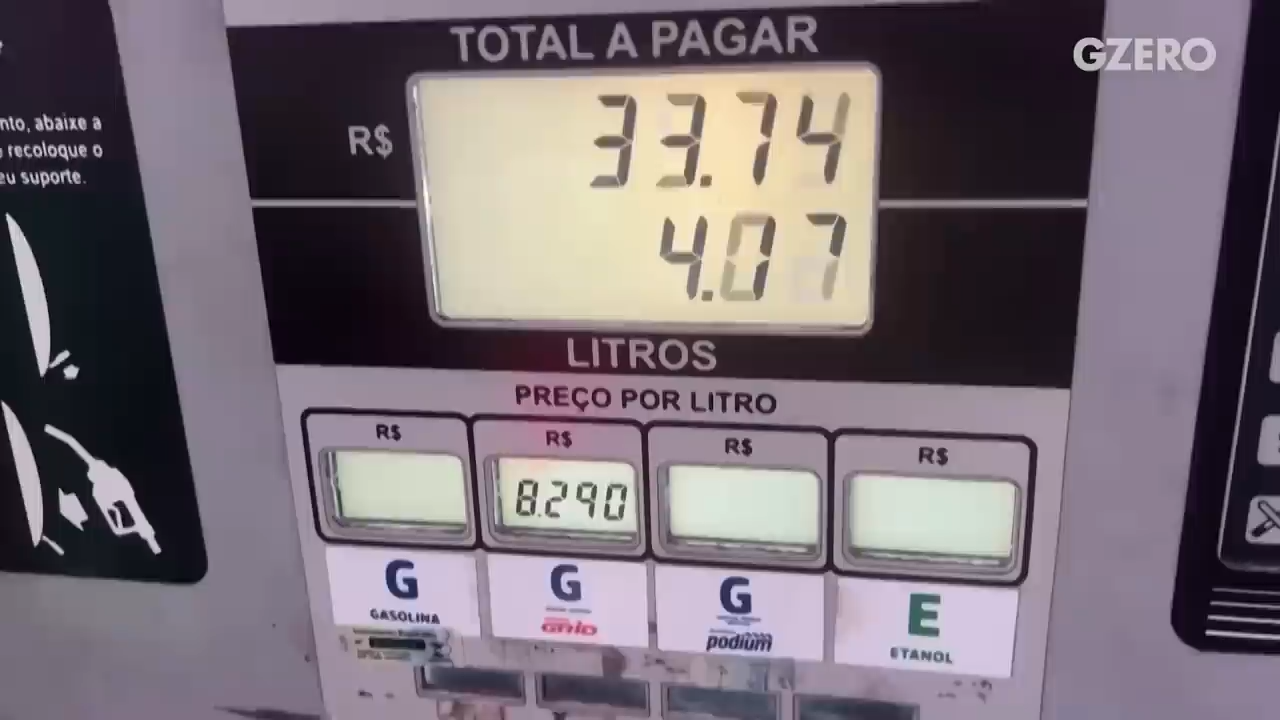 GZERO
TOTAL A PAGAR
nto, abaixe a
recoloque o
eu suporte.
R$
33.74
4.07
LITROS
PREÇO POR LITRO
R$ R$ R$ R$
8.290
G G G E
GASOLINA GRID podium ETANOL